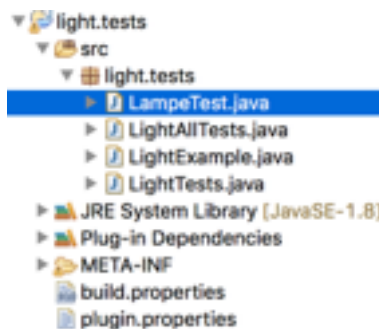 light.tests
src
light.tests
LampeTest.java
LightAllTests.java
LightExample.java
LightTests.java
JRE System Library [JavaSE-1.8]
Plug-in Dependencies
META-INF
build.properties
plugin.properties